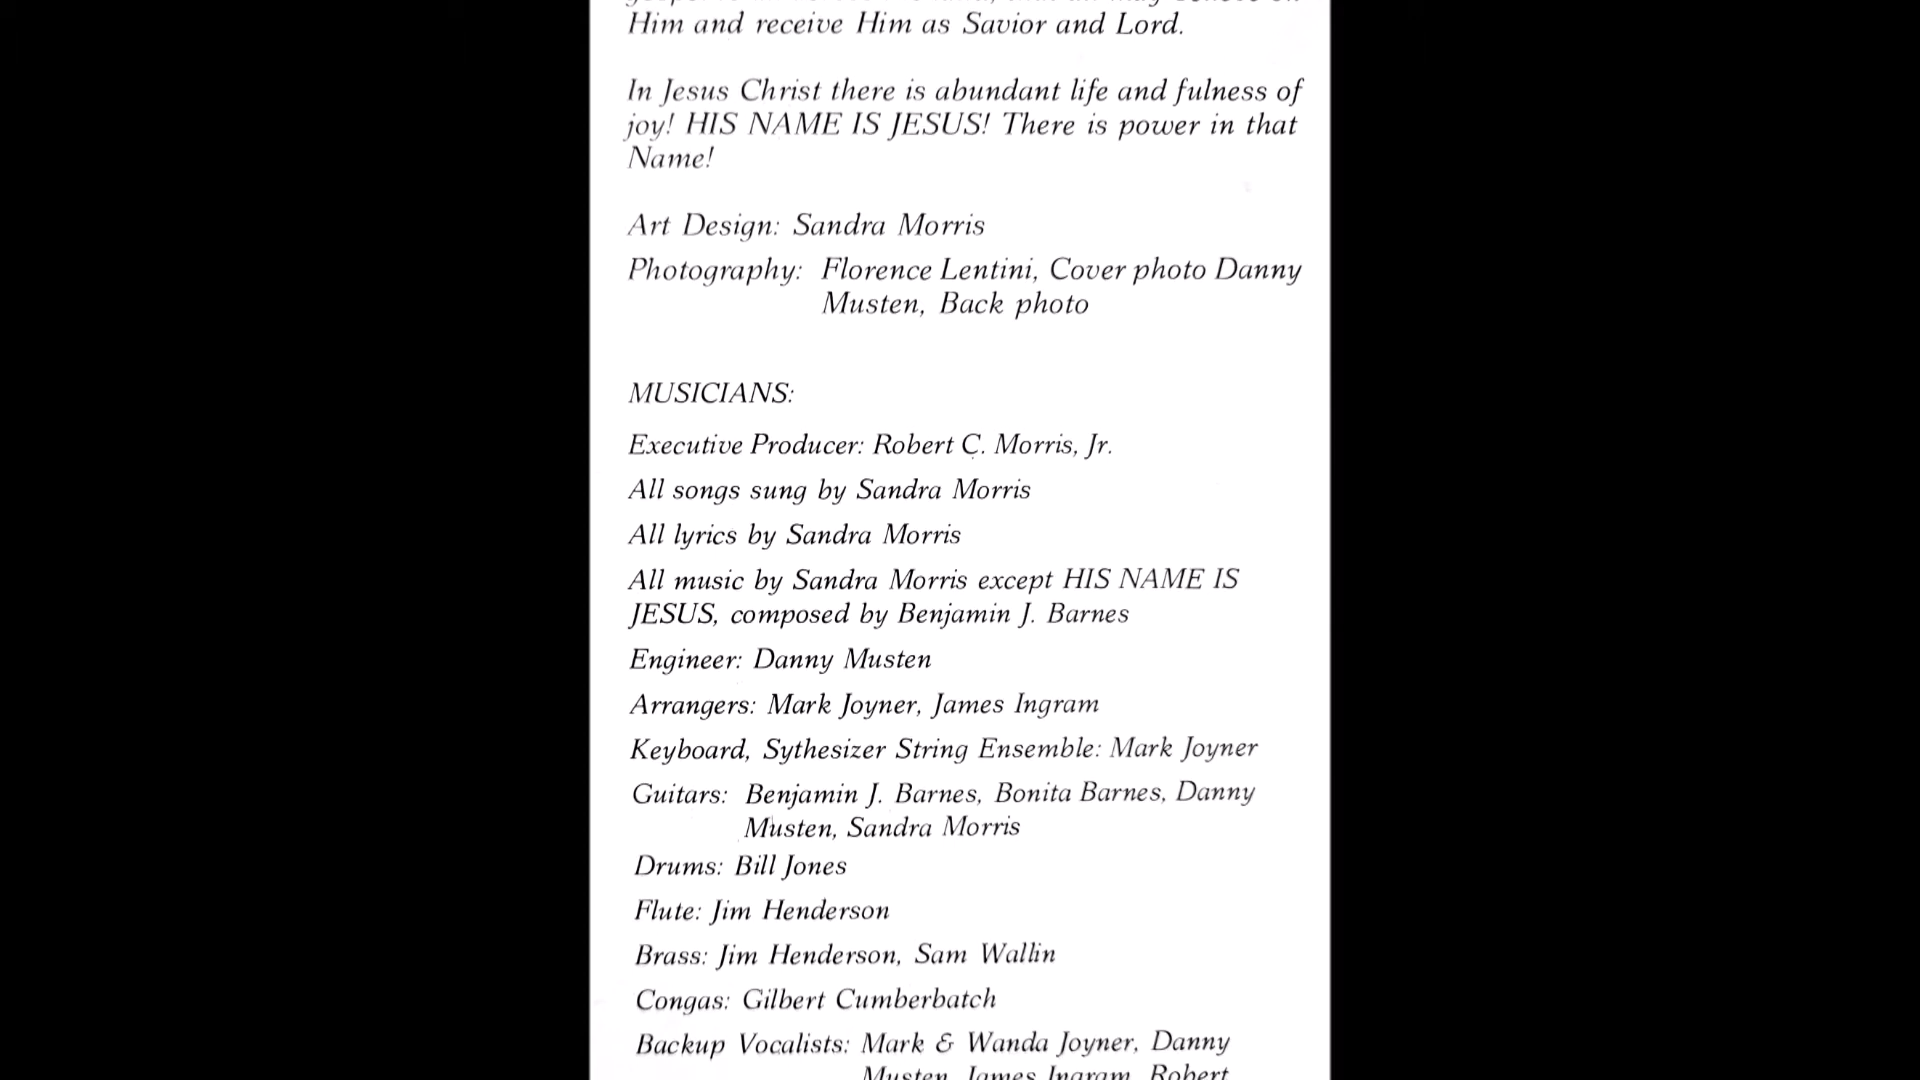 Him and receive Him as Savior and Lord.
In Jesus Christ there is abundant life and fulness of
joy! HIS NAME IS JESUS! There is power in that
Name!
Art Design: Sandra Morris
Photography: Florence Lentini, Cover photo Danny
Musten, Back photo
MUSICIANS:
Executive Producer: Robert C. Morris, Jr.
All songs sung by Sandra Morris
All lyrics by Sandra Morris
All music by Sandra Morris except HIS NAME IS
JESUS, composed by Benjamin J. Barnes
Engineer: Danny Musten
Arrangers: Mark Joyner, James Ingram
Keyboard, Sythesizer String Ensemble: Mark Joyner
Guitars: Benjamin J. Barnes, Bonita Barnes, Danny
Musten, Sandra Morris
Drums: Bill Jones
Flute: Jim Henderson
Brass: Jim Henderson, Sam Wallin
Congas: Gilbert Cumberbatch
Backup Vocalists: Mark & Wanda Joyner, Danny
Musten, James Ingram, Robert